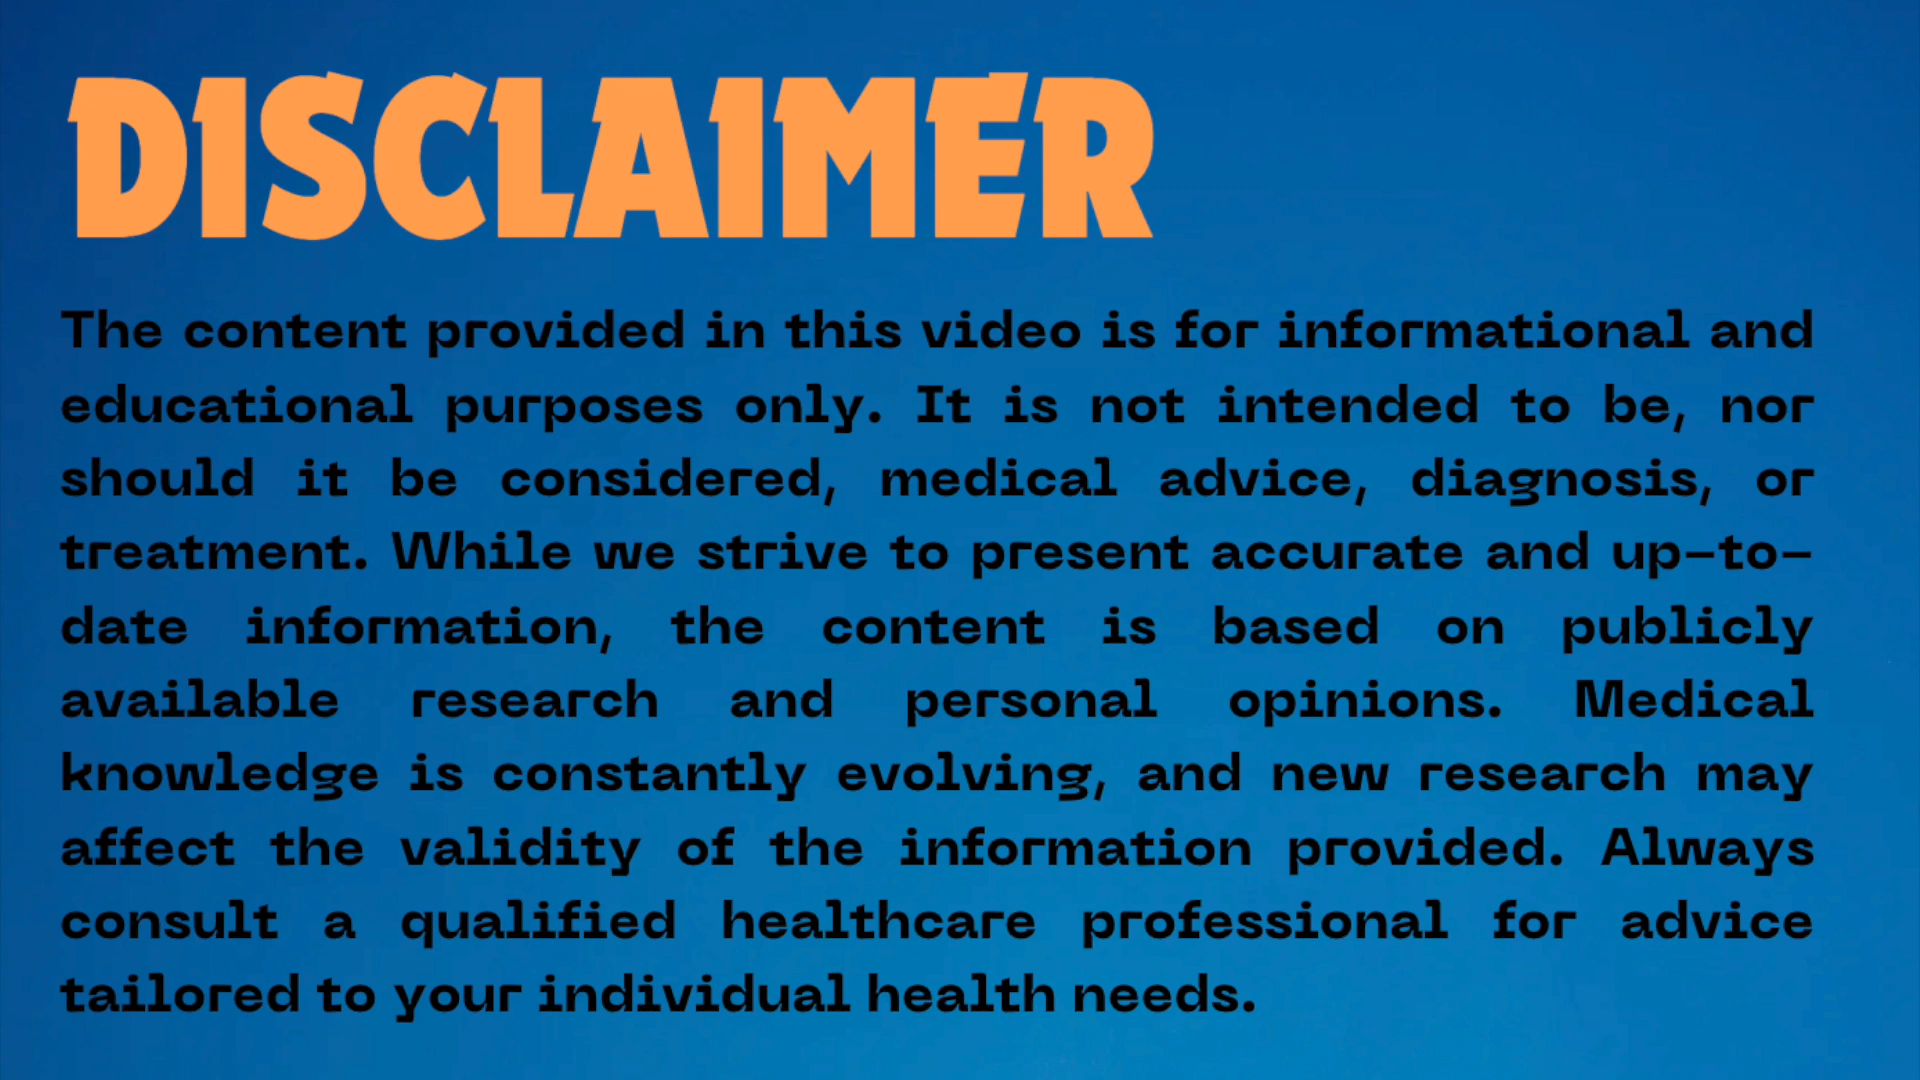 DISCLAIMER
The content provided in this video is for informational and
educational purposes only. It is not intended to be, nor
should it be considered, medical advice, diagnosis, or
treatment. While we strive to present accurate and up-to-
date information, the content is based on publicly
available research and personal opinions. Medical
knowledge is constantly evolving, and new research may
affect the validity of the information provided. Always
consult a qualified healthcare professional for advice
tailored to your individual health needs.